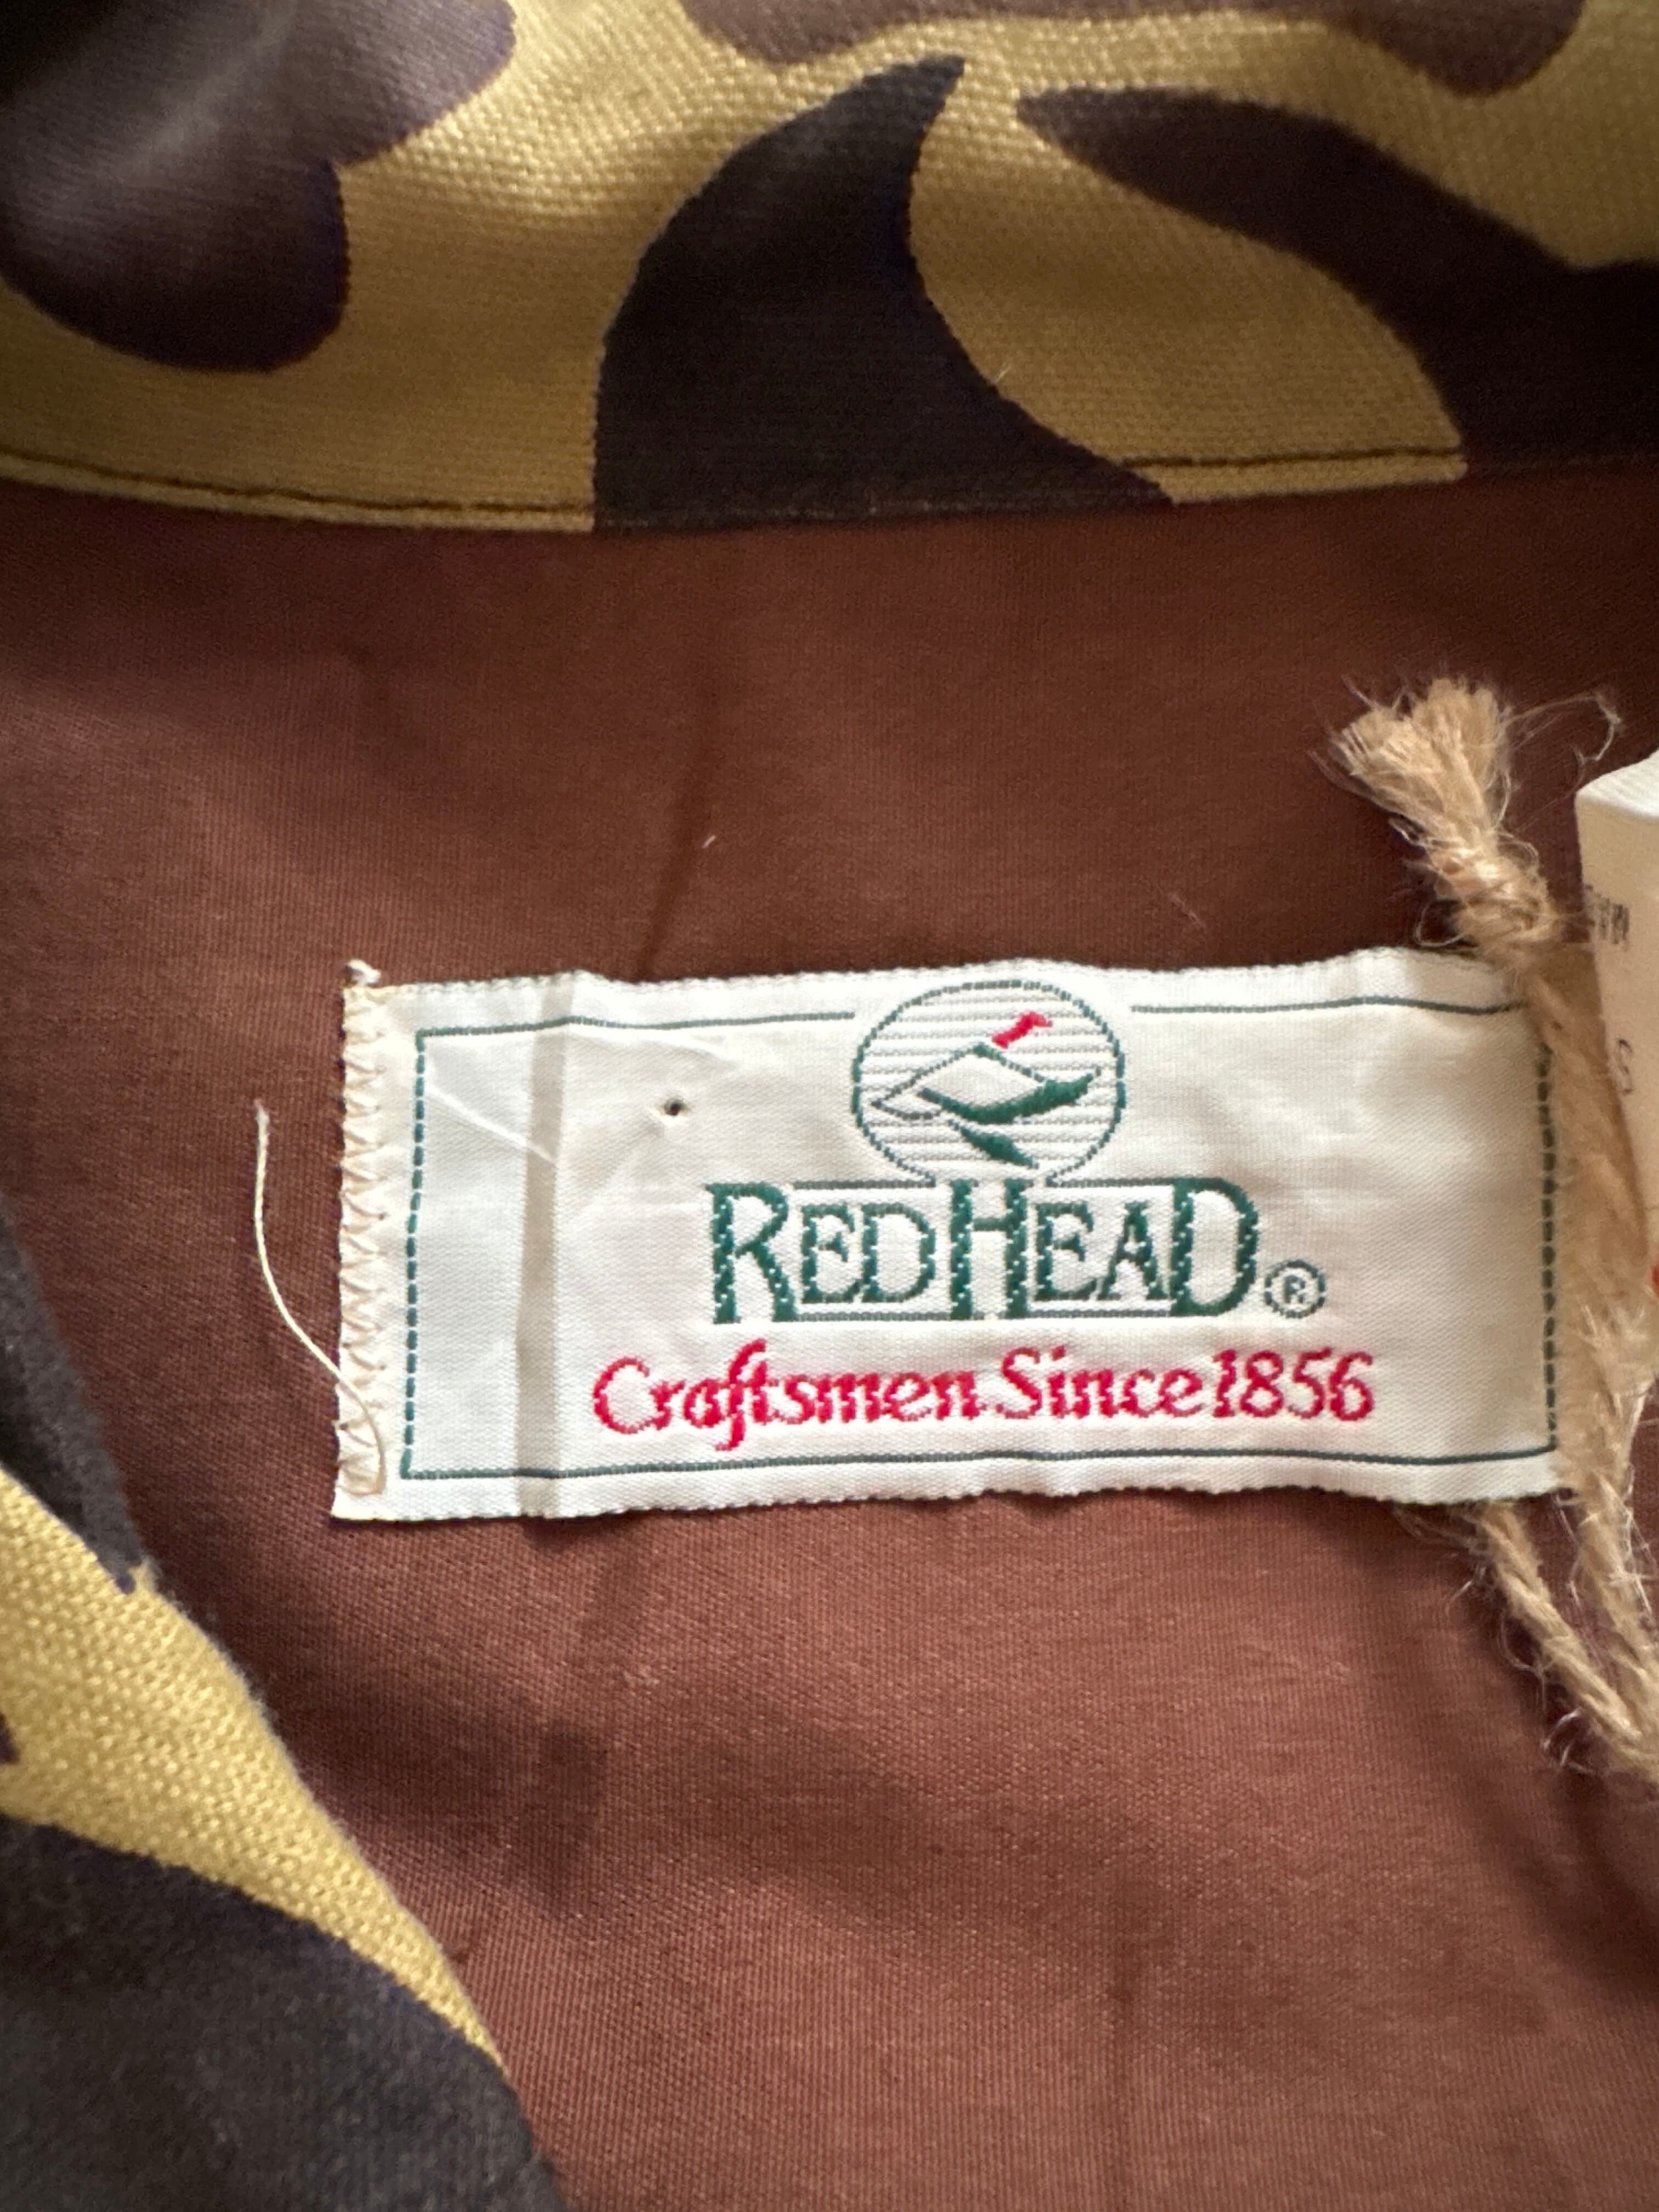 REDHEAD®
Craftsmen Since 1856
S